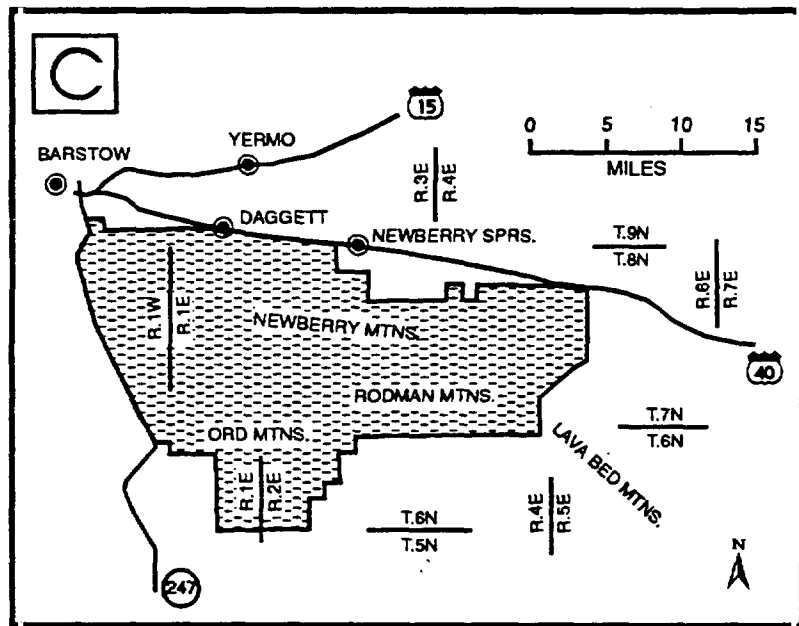 C
15
YERMO
BARSTOW
0 5 10 15
MILES
R.3E
R.4E
DAGGETT
NEWBERRY SPRS.
T.9N
T.8N
R.6E
R.7E
R.1W
R.1E
NEWBERRY MTNS.
40
RODMAN MTNS.
T.7N
T.6N
ORD MTNS.
LAVA BED MTNS.
R.1E
R.2E
R.4E
R.5E
T.6N
T.5N
N
247